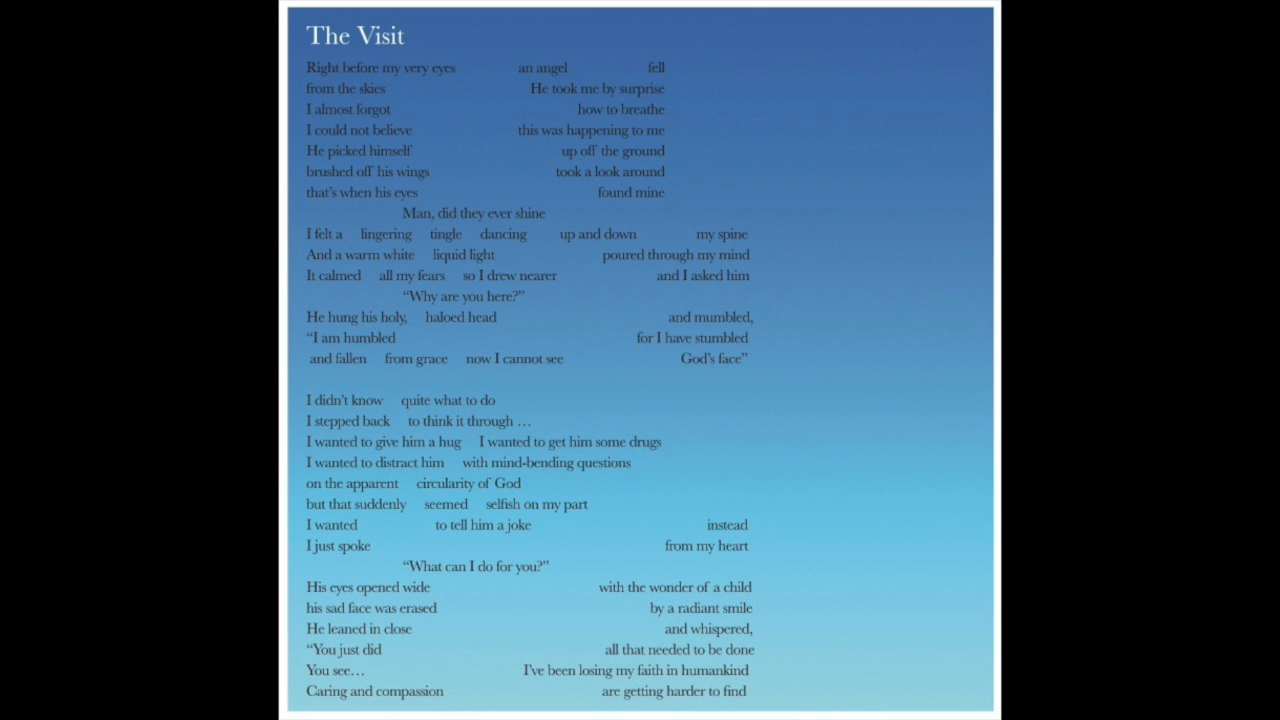 The Visit
Right before my very eyes an angel fell
from the skies He took me by surprise
I almost forgot how to breathe
I could not believe this was happening to me
He picked himself up off the ground
brushed off his wings took a look around
that's when his eyes found mine
Man, did they ever shine
I felt a lingering tingle dancing up and down my spine
And a warm white liquid light poured through my mind
It calmed all my fears so I drew nearer and I asked him
“Why are you here?”
He hung his holy, haloed head and mumbled,
“I am humbled for I have stumbled
and fallen from grace now I cannot see God’s face”
I didn’t know quite what to do
I stepped back to think it through …
I wanted to give him a hug I wanted to get him some drugs
I wanted to distract him with mind-bending questions
on the apparent circularity of God
but that suddenly seemed selfish on my part
I wanted to tell him a joke instead
I just spoke from my heart
“What can I do for you?”
His eyes opened wide with the wonder of a child
his sad face was erased by a radiant smile
He leaned in close and whispered,
“You just did all that needed to be done
You see… I’ve been losing my faith in humankind
Caring and compassion are getting harder to find